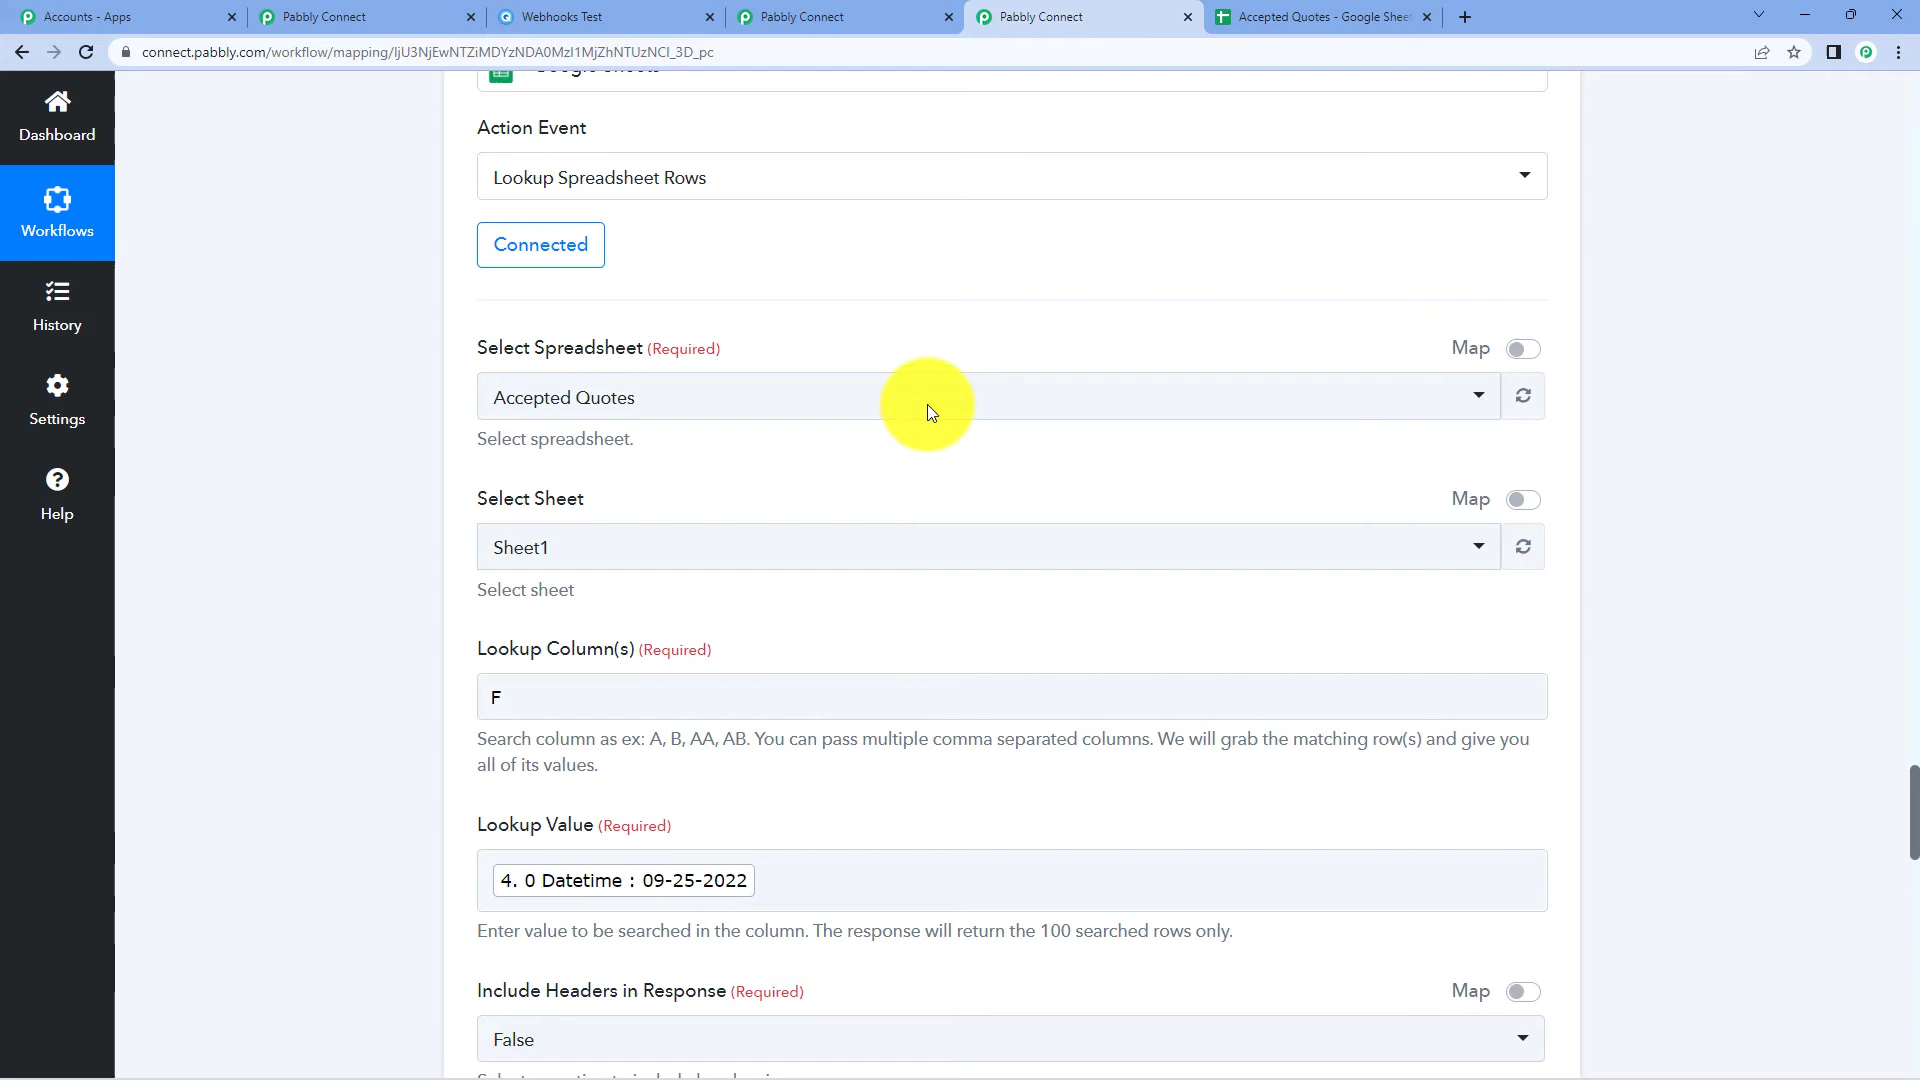 Accounts - Apps
Pabbly Connect
Webhooks Test
Pabbly Connect
Pabbly Connect
Accepted Quotes - Google Sheet
connect.pabbly.com/workflow/mapping/IjU3NjEwNTZiMDYzNDA0MzI1MjZhNTUzNCI_3D_pc
Dashboard
Workflows
History
Settings
Help
Google Sheets
Action Event
Lookup Spreadsheet Rows
Connected
Select Spreadsheet (Required)
Map
Accepted Quotes
Select spreadsheet.
Select Sheet
Map
Sheet1
Select sheet
Lookup Column(s) (Required)
F
Search column as ex: A, B, AA, AB. You can pass multiple comma separated columns. We will grab the matching row(s) and give you
all of its values.
Lookup Value (Required)
4. 0 Datetime : 09-25-2022
Enter value to be searched in the column. The response will return the 100 searched rows only.
Include Headers in Response (Required)
Map
False